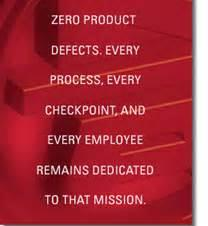 ZERO PRODUCT
DEFECTS. EVERY
PROCESS, EVERY
CHECKPOINT, AND
EVERY EMPLOYEE
REMAINS DEDICATED
TO THAT MISSION.